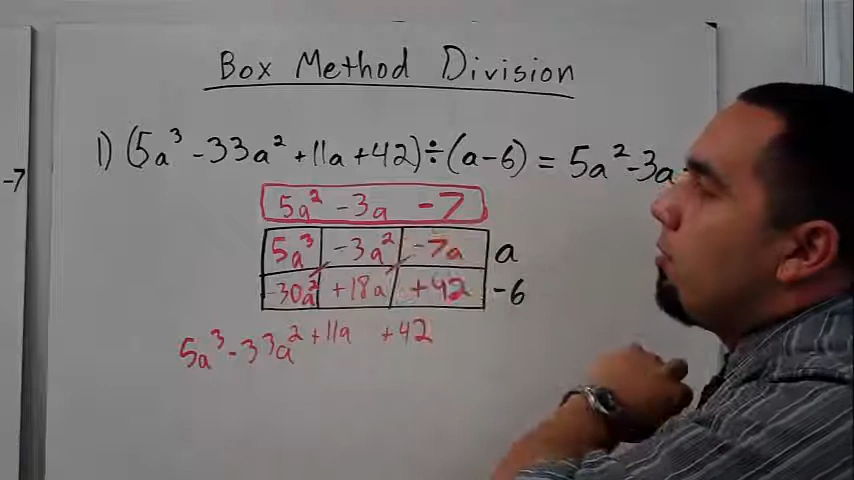 Box Method Division
1) (5a³ -33a² +11a +42) ÷ (a-6) = 5a² -3a
-7
5a² -3a -7
5a³ -3a² -7a a
-30a² +18a +42 -6
5a³ -33a² +11a +42